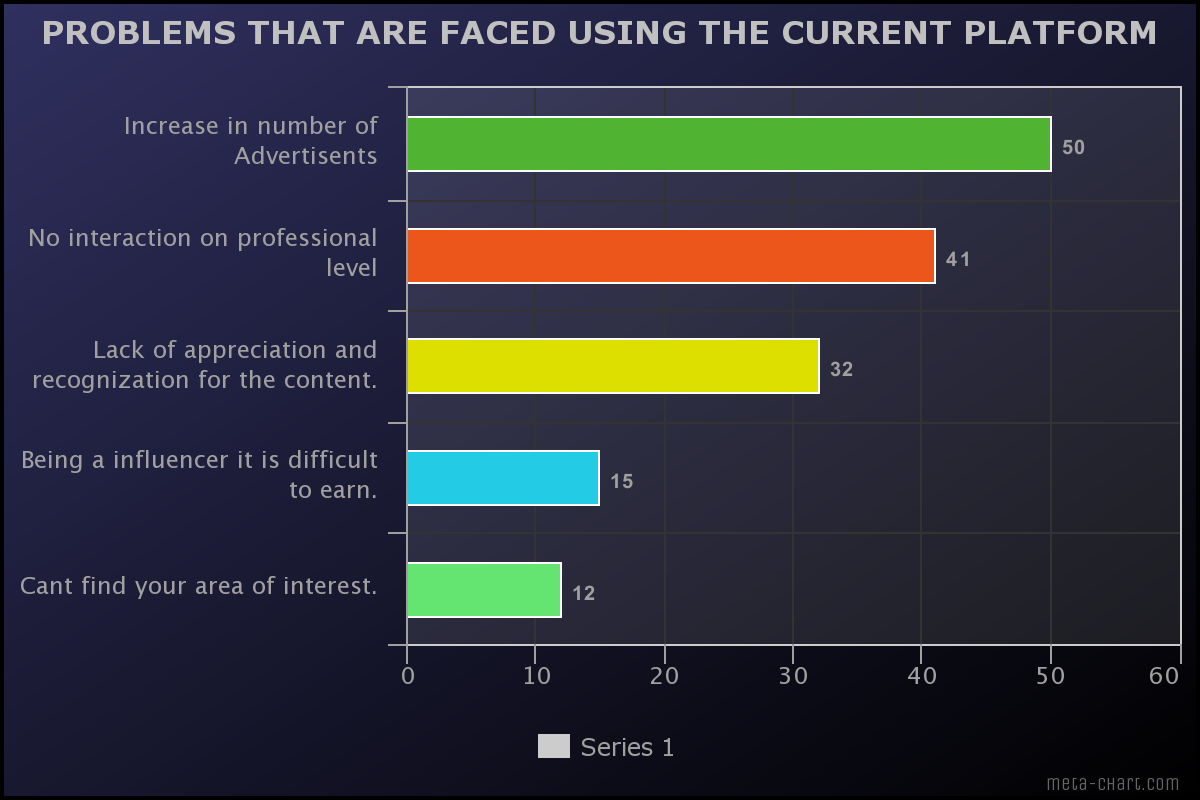 PROBLEMS THAT ARE FACED USING THE CURRENT PLATFORM
Increase in number of
Advertisents
50
No interaction on professional
level
41
Lack of appreciation and
recognization for the content.
32
Being a influencer it is difficult
to earn.
15
Cant find your area of interest.
12
0 10 20 30 40 50 60
Series 1
meta-chart.com